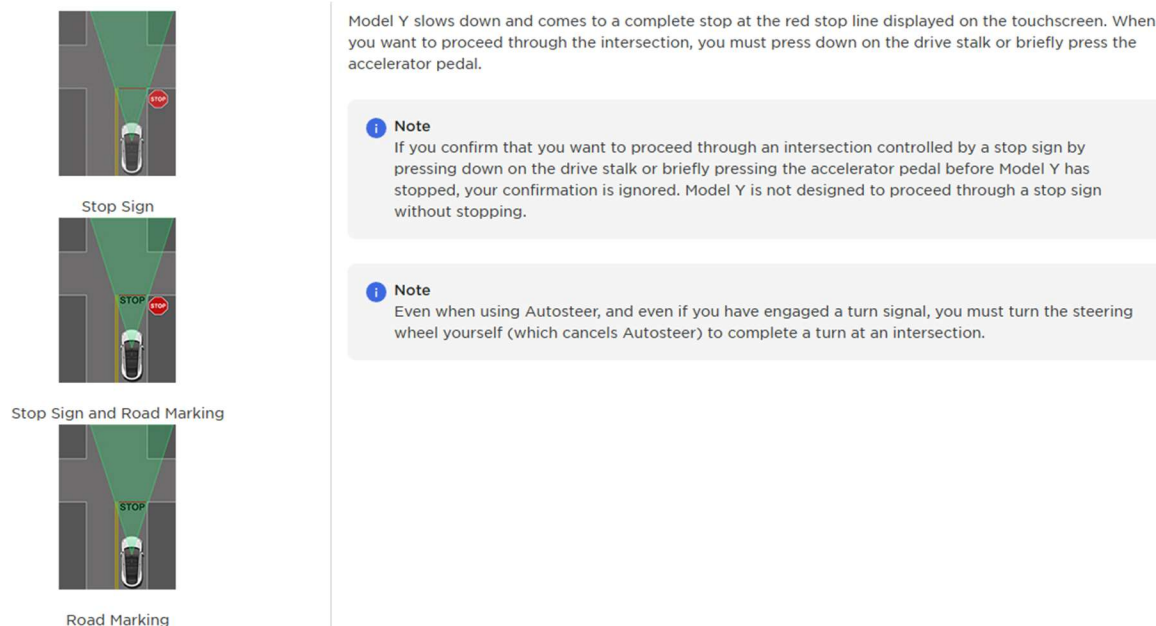 STOP
Stop Sign
STOP
STOP
Stop Sign and Road Marking
STOP
Road Marking
Model Y slows down and comes to a complete stop at the red stop line displayed on the touchscreen. When
you want to proceed through the intersection, you must press down on the drive stalk or briefly press the
accelerator pedal.
Note
If you confirm that you want to proceed through an intersection controlled by a stop sign by
pressing down on the drive stalk or briefly pressing the accelerator pedal before Model Y has
stopped, your confirmation is ignored. Model Y is not designed to proceed through a stop sign
without stopping.
Note
Even when using Autosteer, and even if you have engaged a turn signal, you must turn the steering
wheel yourself (which cancels Autosteer) to complete a turn at an intersection.